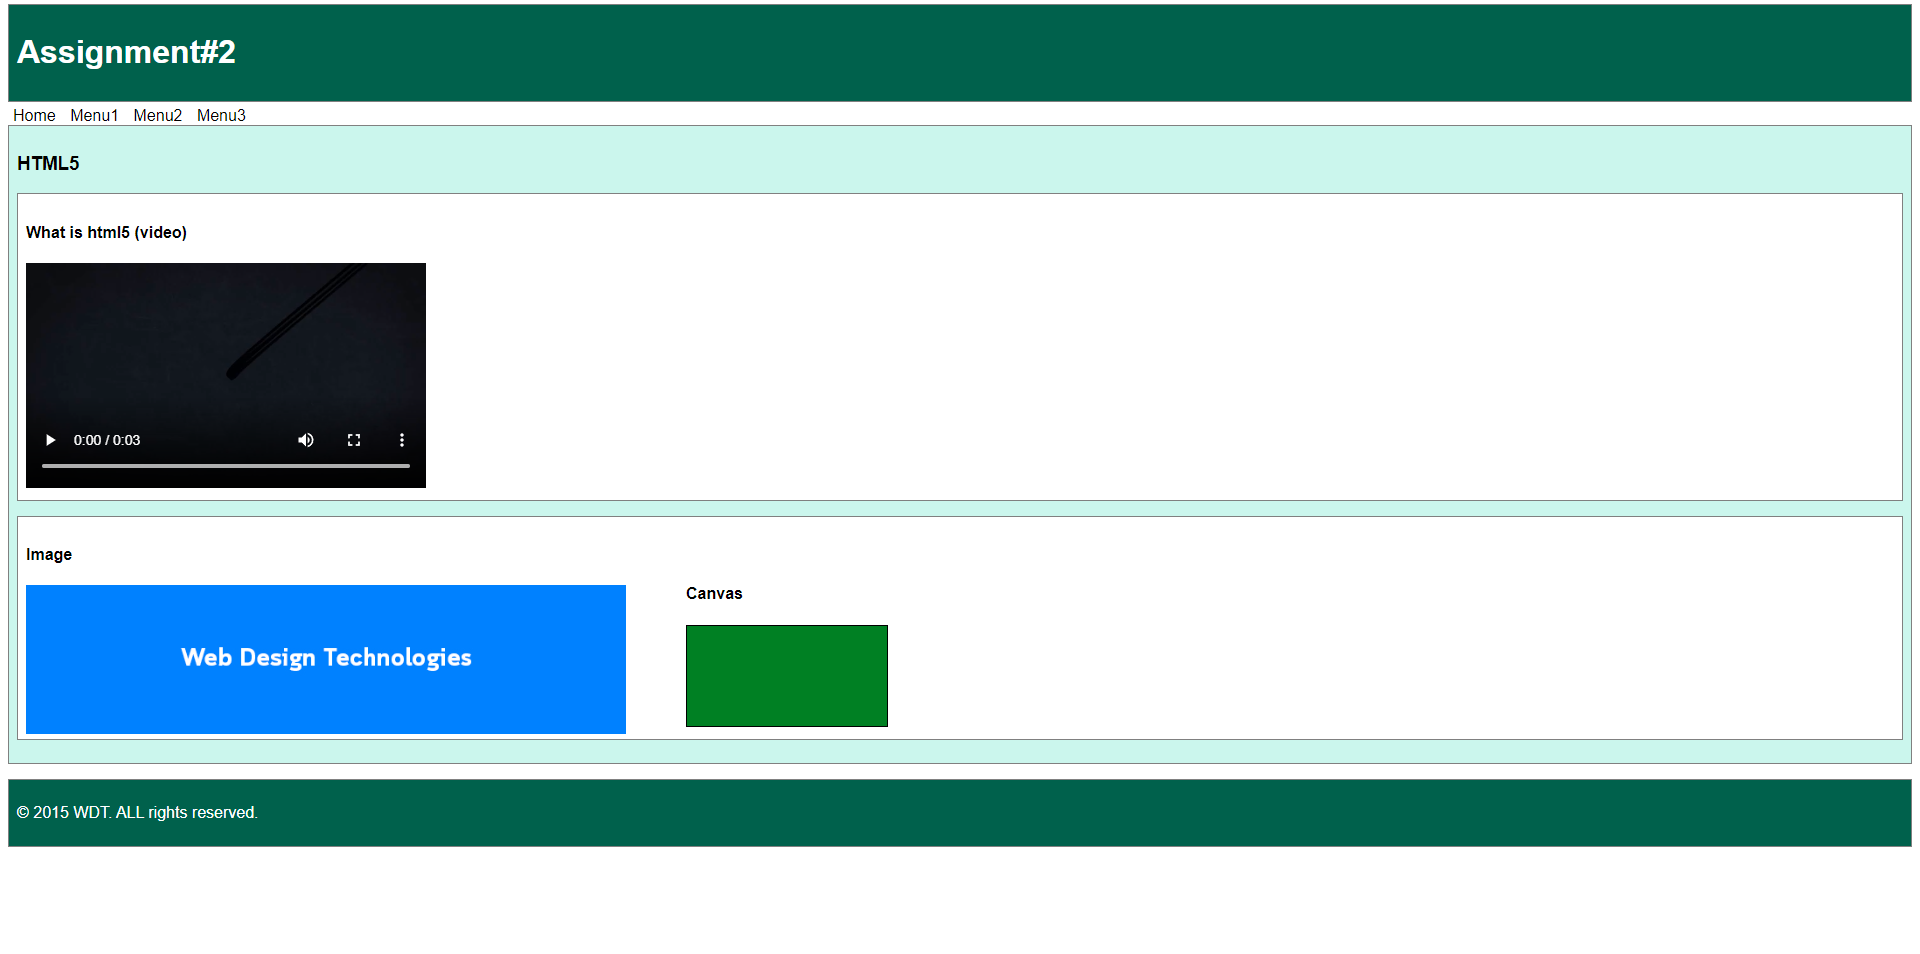 Assignment#2
Home Menu1 Menu2 Menu3
HTML5
What is html5 (video)
0:00 / 0:03
Image
Web Design Technologies
Canvas
© 2015 WDT. ALL rights reserved.